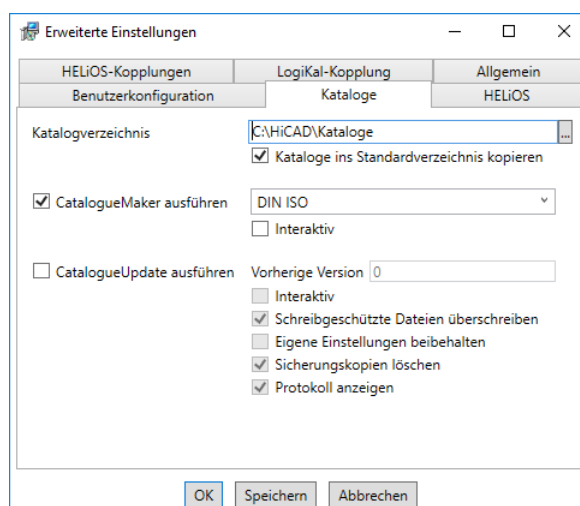 Erweiterte Einstellungen
HELiOS-Kopplungen LogiKal-Kopplung Allgemein
Benutzerkonfiguration Kataloge HELiOS
Katalogverzeichnis C:\HiCAD\Kataloge ...
Kataloge ins Standardverzeichnis kopieren
CatalogueMaker ausführen DIN ISO
Interaktiv
CatalogueUpdate ausführen Vorherige Version 0
Interaktiv
Schreibgeschützte Dateien überschreiben
Eigene Einstellungen beibehalten
Sicherungskopien löschen
Protokoll anzeigen
OK Speichern Abbrechen